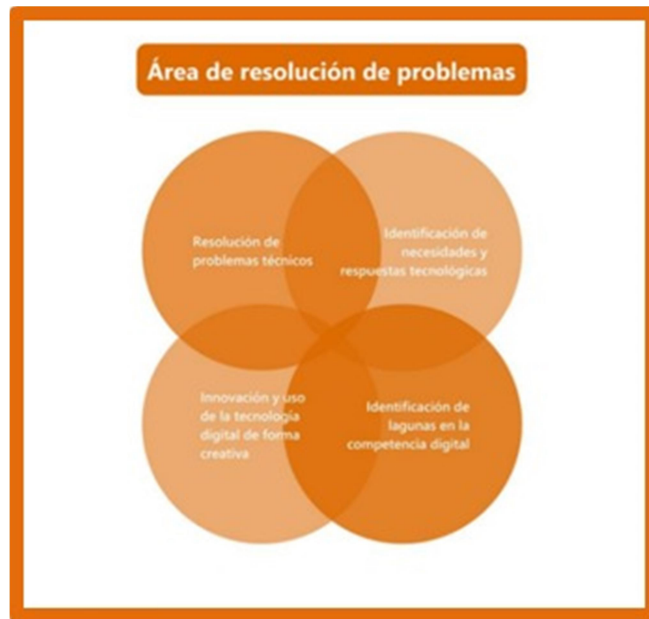 Área de resolución de problemas
Resolución de
problemas técnicos
Identificación de
necesidades y
respuestas tecnológicas
Innovación y uso
de la tecnología
digital de forma
creativa
Identificación de
lagunas en la
competencia digital